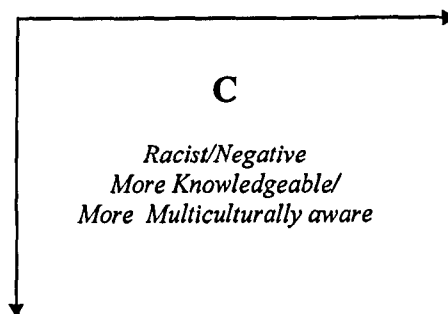 C
Racist/Negative
More Knowledgeable/
More Multiculturally aware